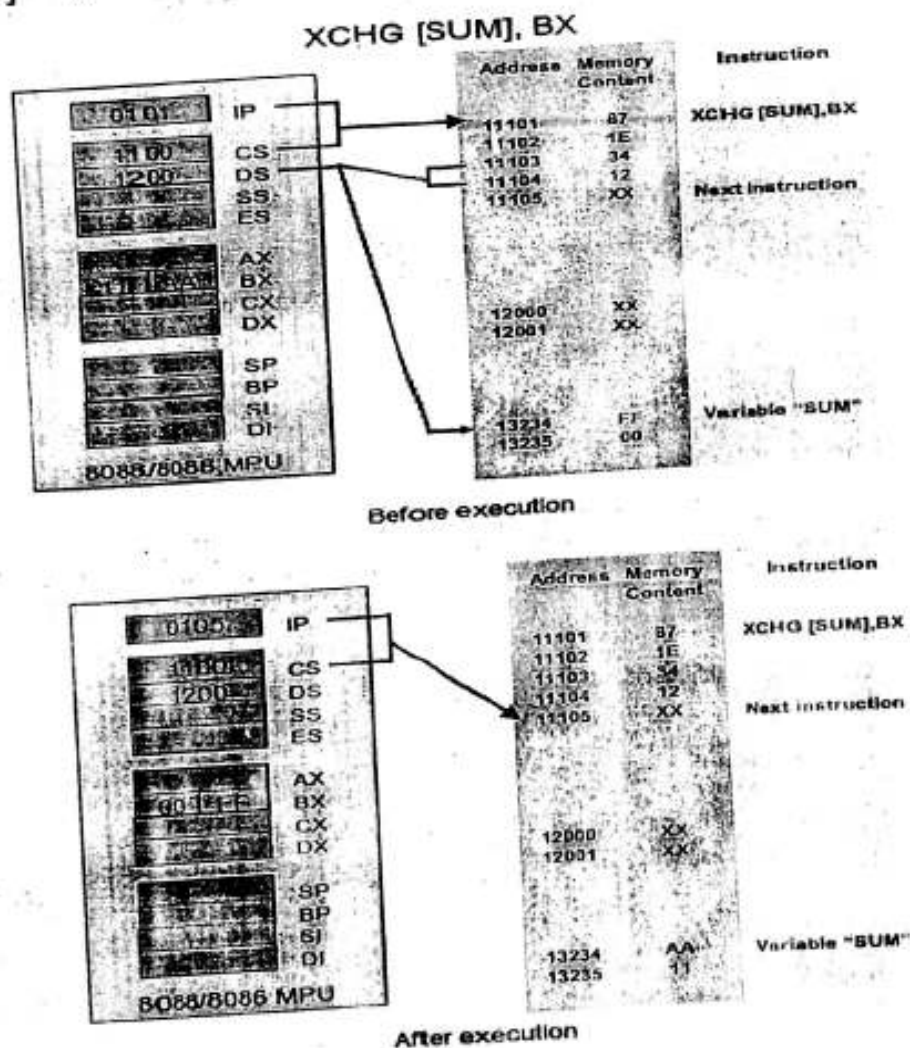 XCHG [SUM], BX
0101 IP
1100 CS
1200 DS
SS
ES
AX
BX
CX
DX
SP
BP
SI
DI
8088/8086 MPU
Address Memory Content Instruction
11101 87 XCHG [SUM],BX
11102 1E
11103 34
11104 12 Next instruction
11105 XX
12000 XX
12001 XX
13234 FF Variable "SUM"
13235 00
Before execution
0105 IP
1100 CS
1200 DS
SS
ES
AX
00FF BX
CX
DX
SP
BP
SI
DI
8088/8086 MPU
Address Memory Content Instruction
11101 87 XCHG [SUM],BX
11102 1E
11103 34
11104 12 Next instruction
11105 XX
12000 XX
12001 XX
13234 AA Variable "SUM"
13235 11
After execution